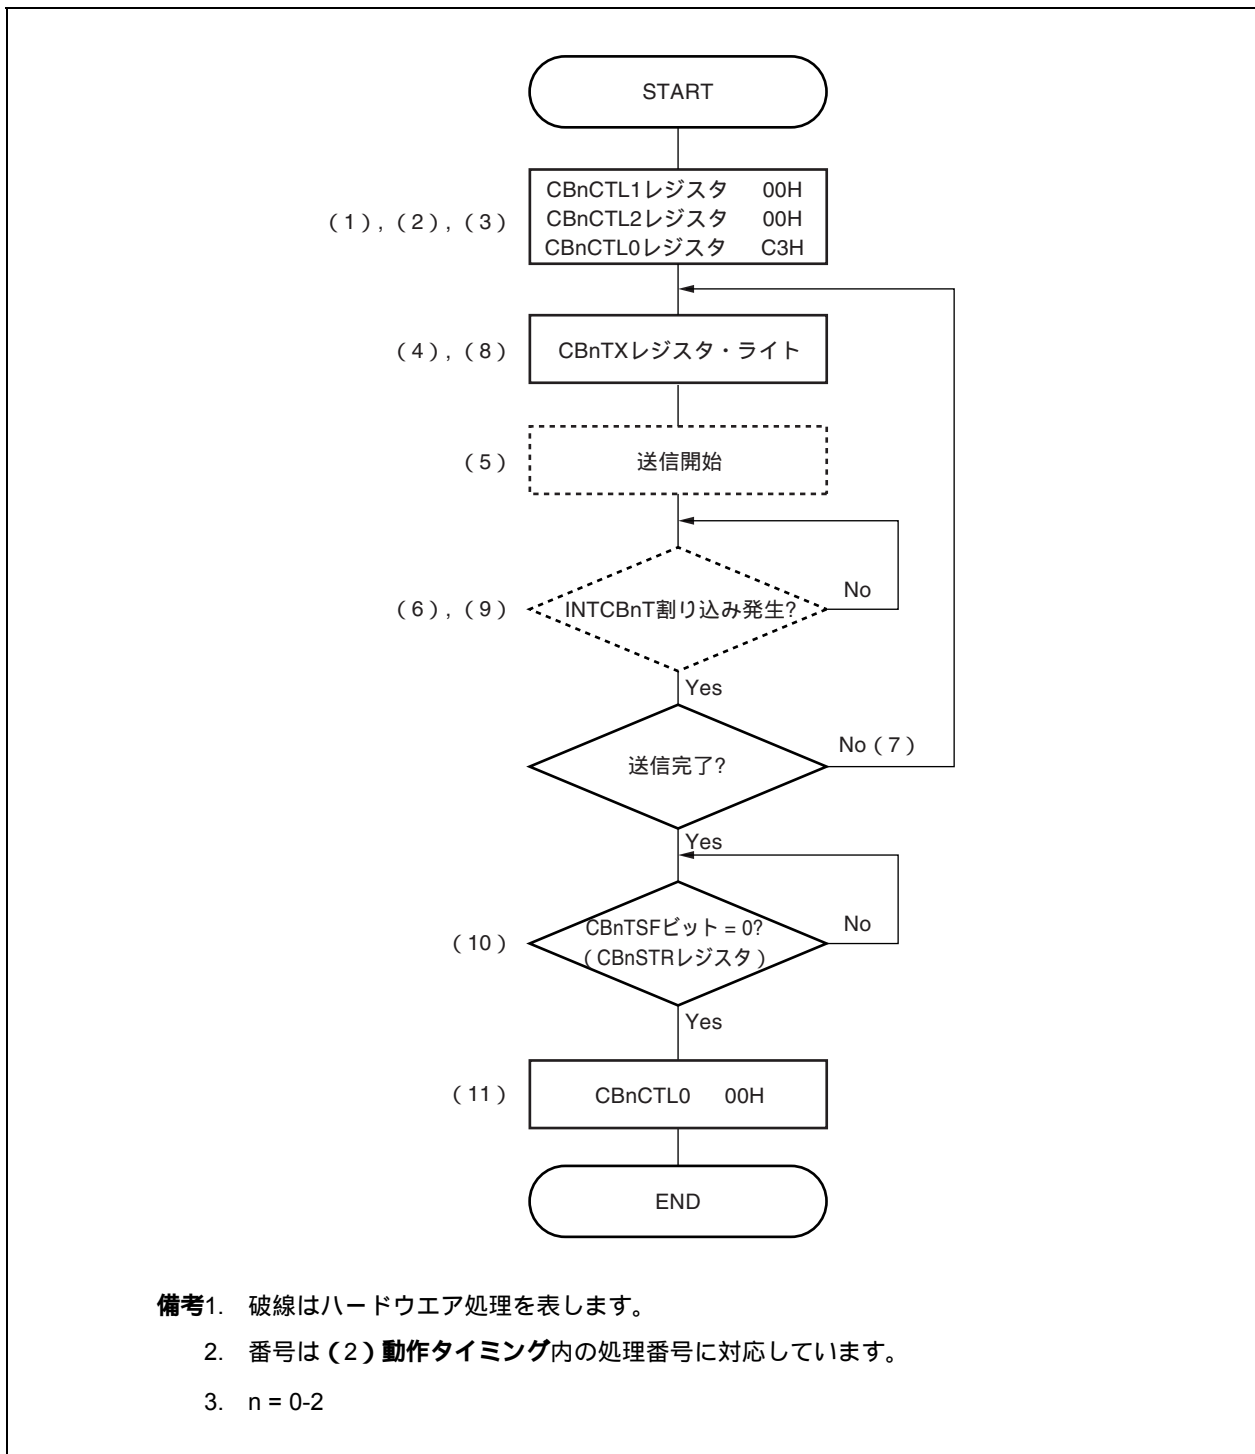 START
CBnCTL1レジスタ 00H
CBnCTL2レジスタ 00H
CBnCTL0レジスタ C3H
(1), (2), (3)
(4), (8)
CBnTXレジスタ・ライト
(5)
送信開始
(6), (9)
INTCBnT割り込み発生?
No
Yes
送信完了?
No(7)
Yes
(10)
CBnTSFビット = 0?
(CBnSTRレジスタ)
No
Yes
(11)
CBnCTL0 00H
END
備考1. 破線はハードウエア処理を表します。
2. 番号は(2)動作タイミング内の処理番号に対応しています。
3. n = 0-2